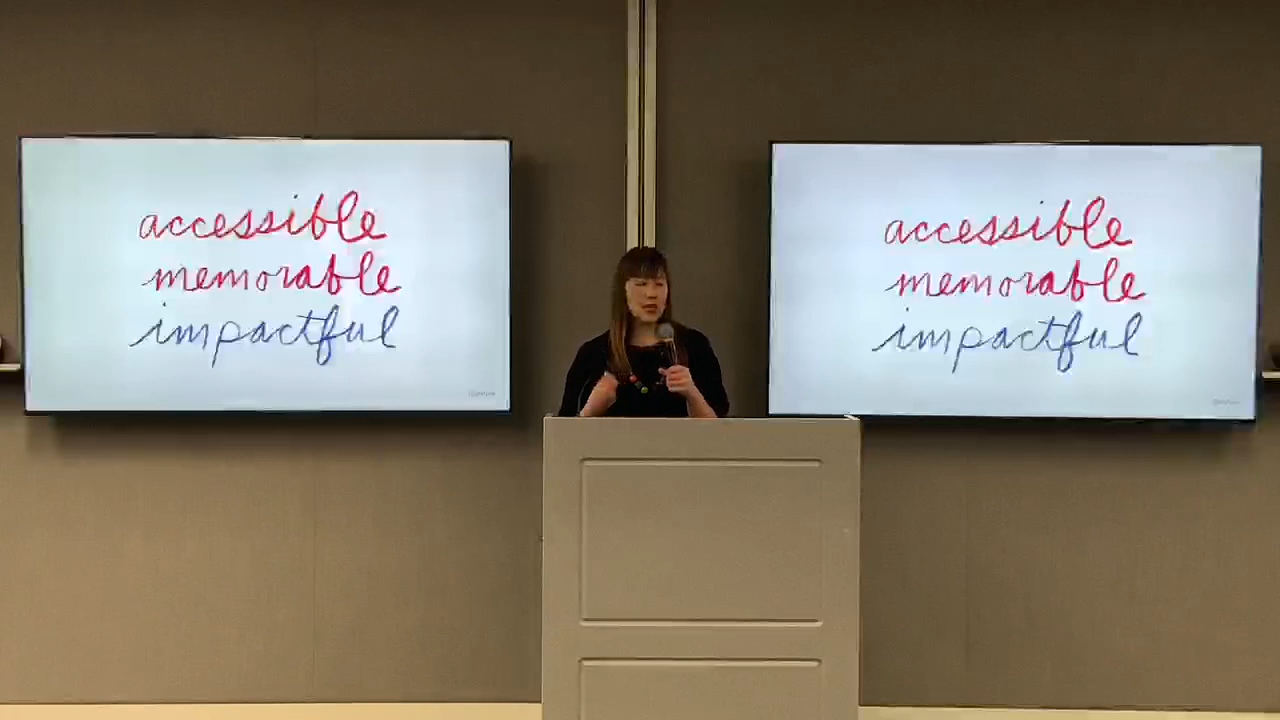 accessible
memorable
impactful
accessible
memorable
impactful